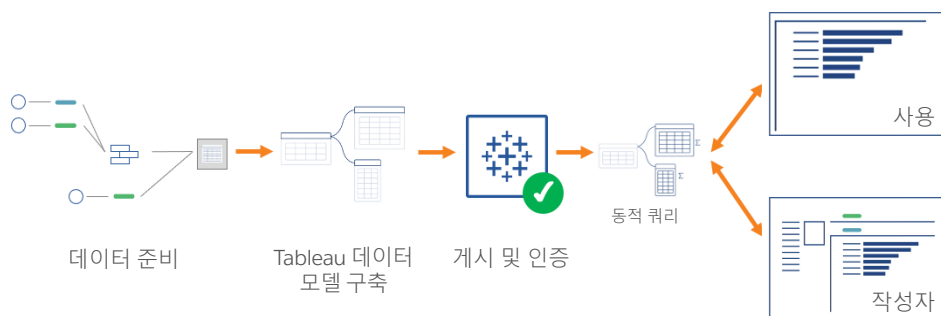 사용
동적 쿼리
데이터 준비
Tableau 데이터
모델 구축
게시 및 인증
작성자